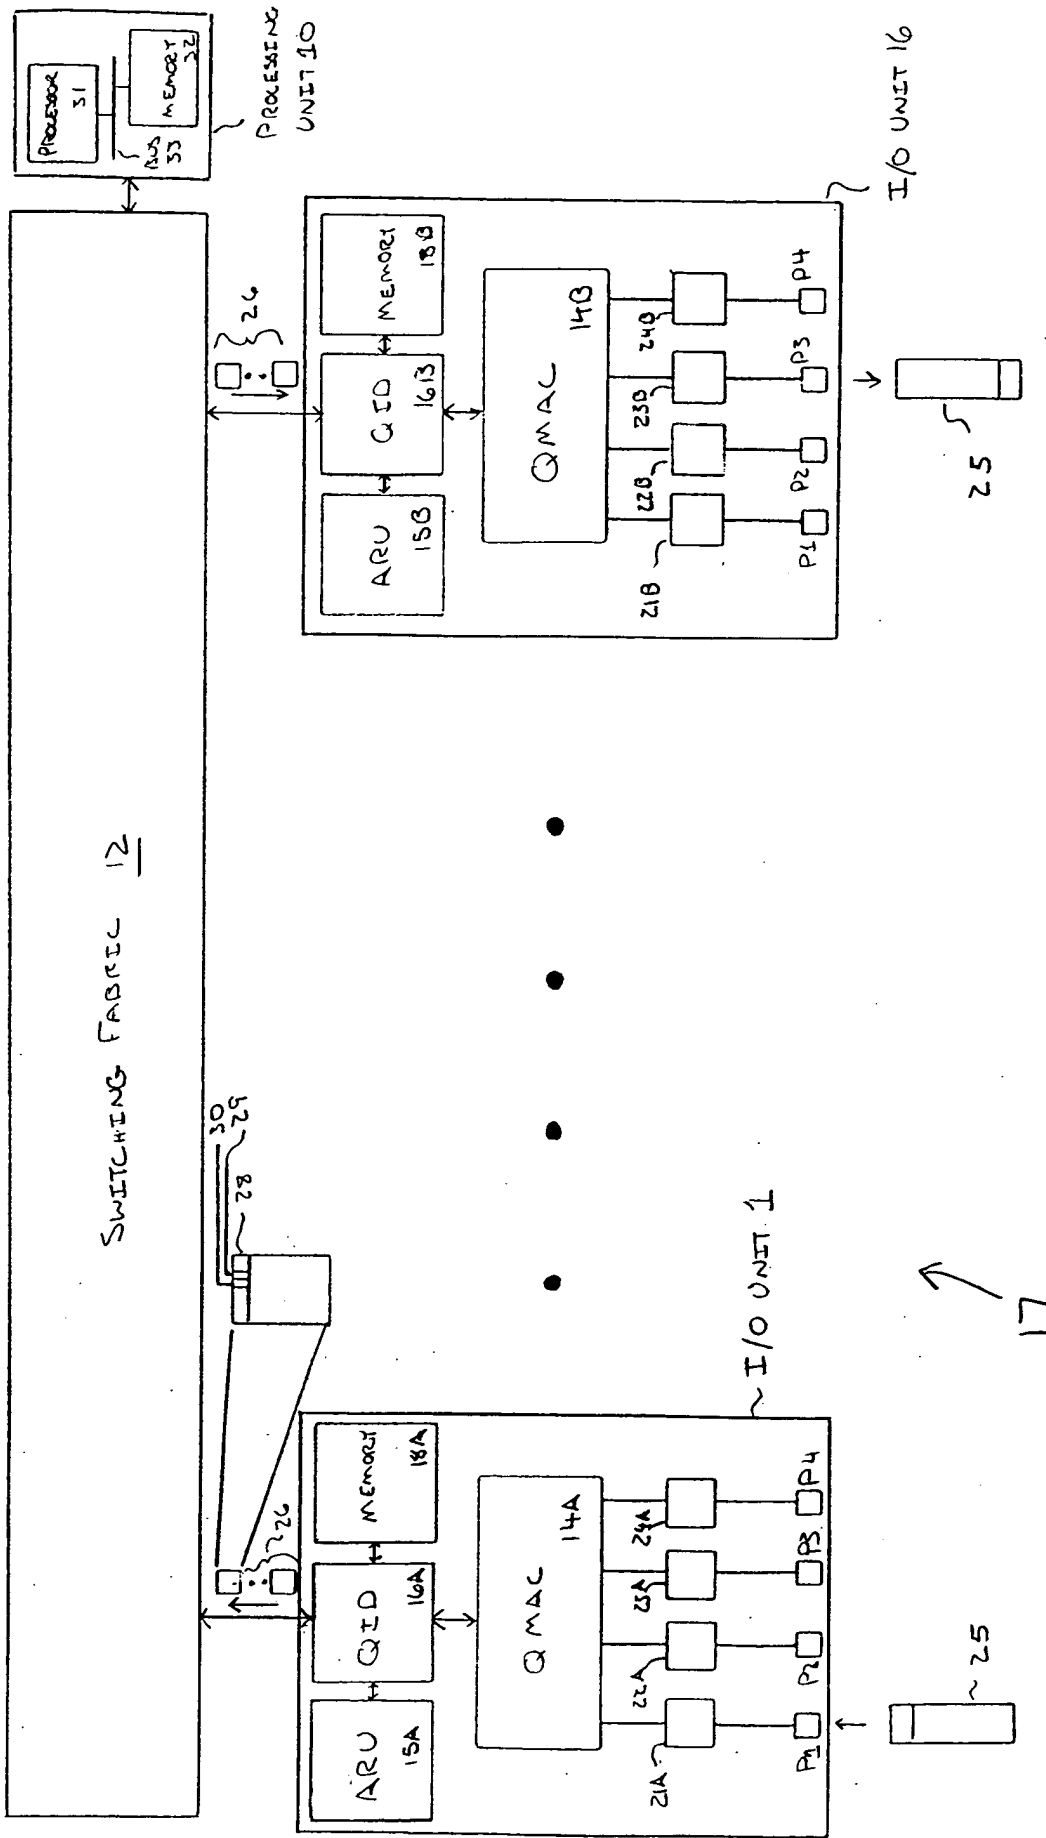 SWITCHING FABRIC 12
PROCESSOR
31
MEMORY
32
BUS
33
PROCESSING
UNIT 10
30
29
28
26
26
ARU
15A
QID
16A
MEMORY
18A
QMAC
14A
21A
22A
23A
24A
P1
P2
P3
P4
I/O UNIT 1
25
ARU
15B
QID
16B
MEMORY
18B
QMAC
14B
21B
22B
23B
24B
P1
P2
P3
P4
I/O UNIT 16
25
17